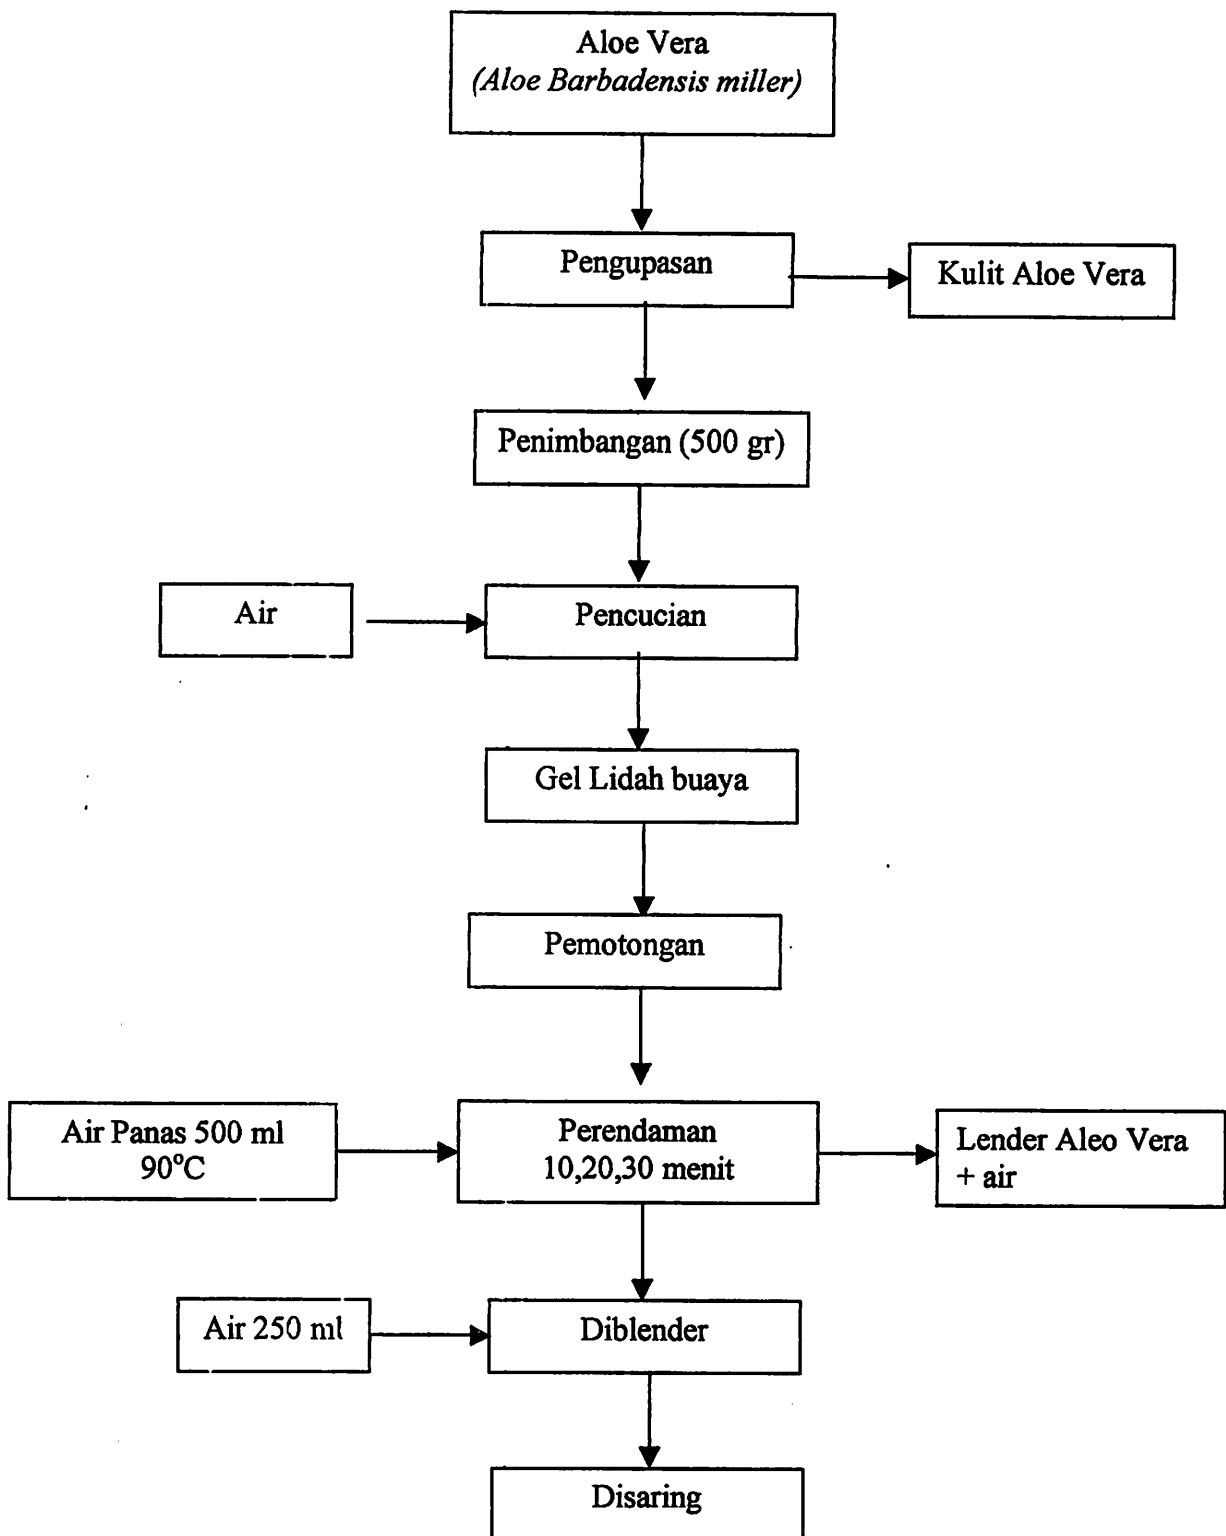 Aloe Vera
(Aloe Barbadensis miller)
Pengupasan
Kulit Aloe Vera
Penimbangan (500 gr)
Air
Pencucian
Gel Lidah buaya
Pemotongan
Air Panas 500 ml
90°C
Perendaman
10,20,30 menit
Lender Aleo Vera
+ air
Air 250 ml
Diblender
Disaring